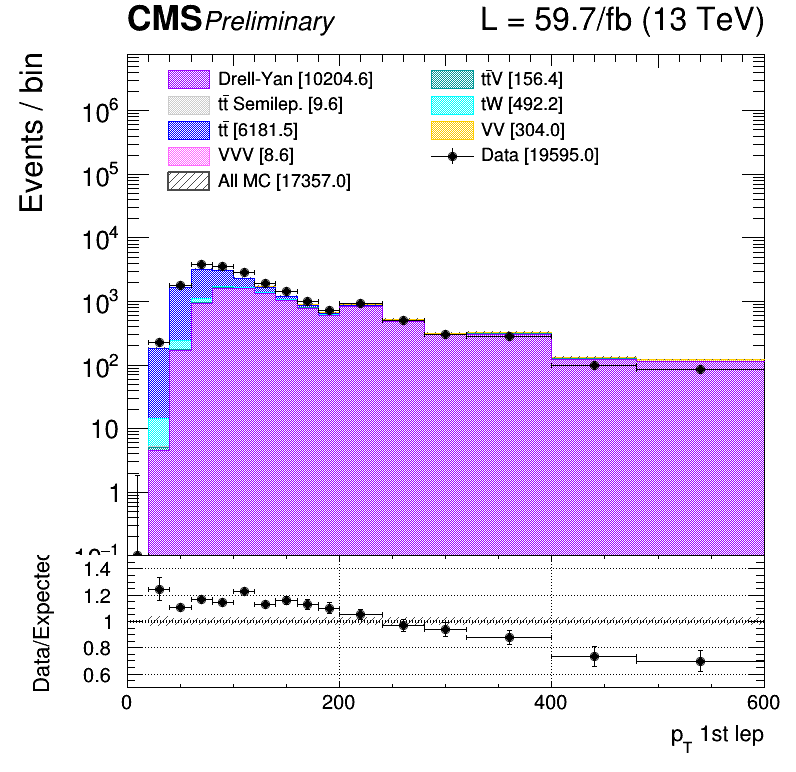 CMS Preliminary L = 59.7/fb (13 TeV)
Events / bin
Drell-Yan [10204.6]
tt̄ Semilep. [9.6]
tt̄ [6181.5]
VVV [8.6]
All MC [17357.0]
tt̄V [156.4]
tW [492.2]
VV [304.0]
Data [19595.0]
10⁶
10⁵
10⁴
10³
10²
10
1
10⁻¹
Data/Expected
1.4
1.2
1
0.8
0.6
0 200 400 600
p_T 1st lep